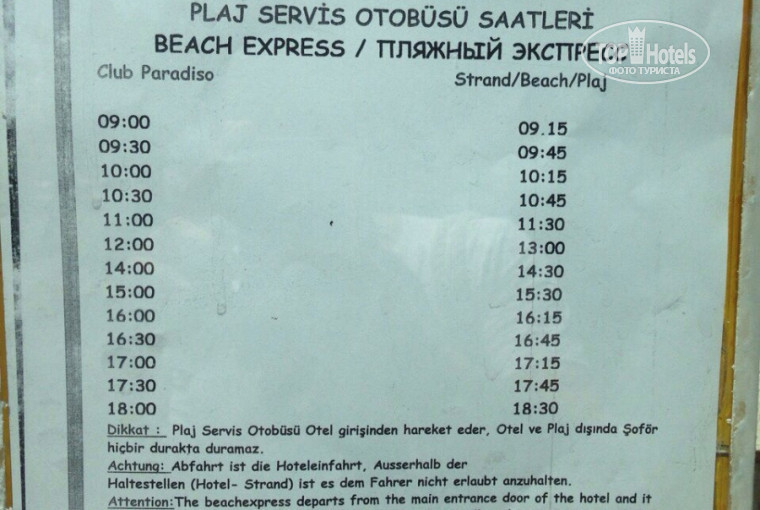 PLAJ SERVİS OTOBÜSÜ SAATLERİ
BEACH EXPRESS / ПЛЯЖНЫЙ ЭКСПРЕСС
TopHotels
ФОТО ТУРИСТА
Club Paradiso Strand/Beach/Plaj
09:00 09.15
09:30 09:45
10:00 10:15
10:30 10:45
11:00 11:30
12:00 13:00
14:00 14:30
15:00 15:30
16:00 16:15
16:30 16:45
17:00 17:15
17:30 17:45
18:00 18:30
Dikkat : Plaj Servis Otobüsü Otel girişinden hareket eder, Otel ve Plaj dışında Şoför
hiçbir durakta duramaz.
Achtung: Abfahrt ist die Hoteleinfahrt, Ausserhalb der
Haltestellen (Hotel- Strand) ist es dem Fahrer nicht erlaubt anzuhalten.
Attention:The beachexpress departs from the main entrance door of the hotel and it